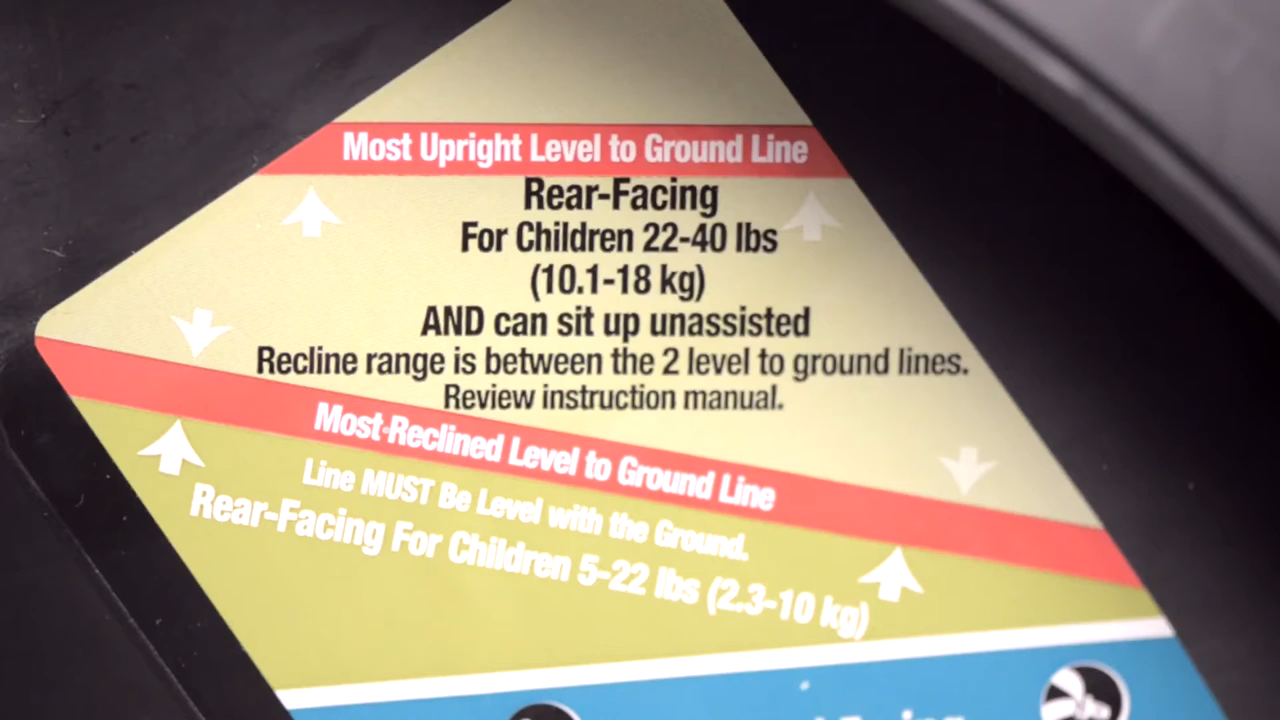 Most Upright Level to Ground Line
Rear-Facing
For Children 22-40 lbs
(10.1-18 kg)
AND can sit up unassisted
Recline range is between the 2 level to ground lines.
Review instruction manual.
Most-Reclined Level to Ground Line
Line MUST Be Level with the Ground.
Rear-Facing For Children 5-22 lbs (2.3-10 kg)